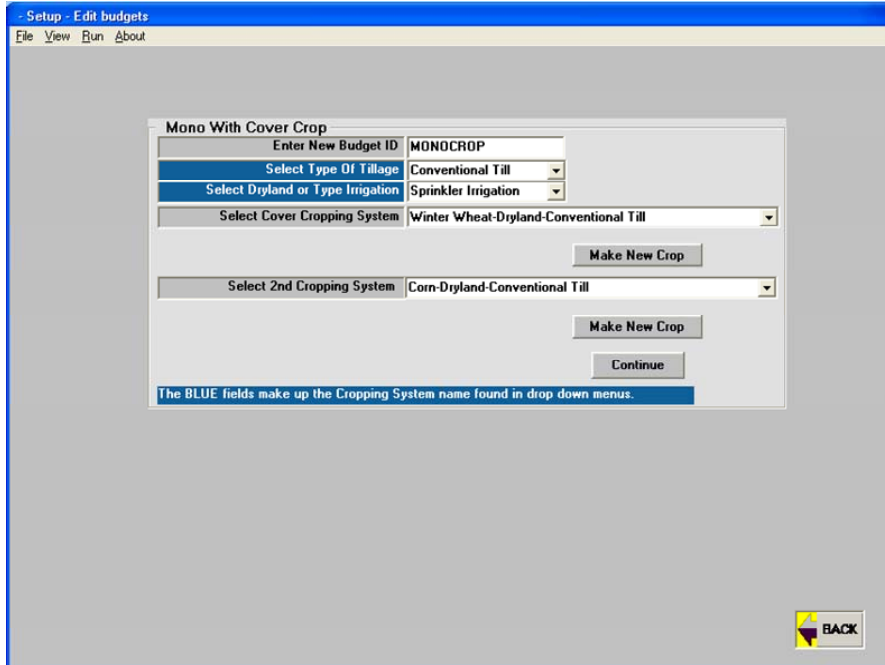 - Setup - Edit budgets
File View Run About
Mono With Cover Crop
Enter New Budget ID MONOCROP
Select Type Of Tillage Conventional Till
Select Dryland or Type Irrigation Sprinkler Irrigation
Select Cover Cropping System Winter Wheat-Dryland-Conventional Till
Make New Crop
Select 2nd Cropping System Corn-Dryland-Conventional Till
Make New Crop
Continue
The BLUE fields make up the Cropping System name found in drop down menus.
BACK